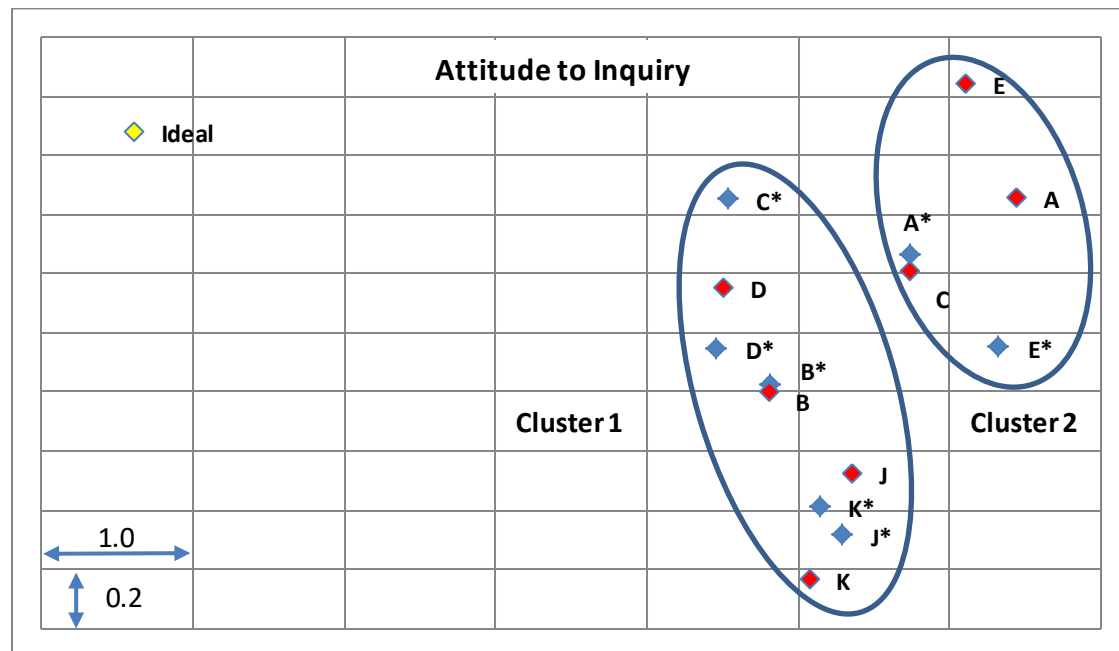 Attitude to Inquiry
E
Ideal
C*
A
A*
D
C
D*
E*
B*
B
Cluster 1
Cluster 2
J
K*
J*
1.0
K
0.2